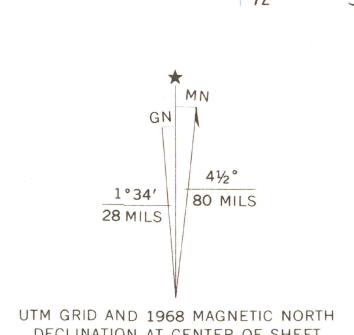 MN
GN
4½°
1°34′
80 MILS
28 MILS
UTM GRID AND 1968 MAGNETIC NORTH
DECLINATION AT CENTER OF SHEET